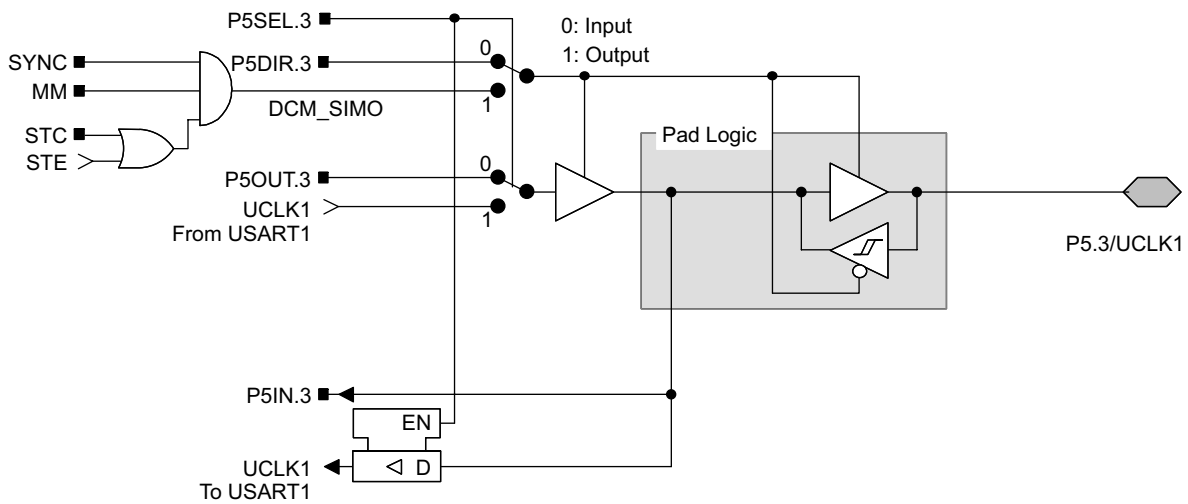 P5SEL.3
0: Input
1: Output
SYNC
P5DIR.3
0
MM
1
DCM_SIMO
STC
STE
Pad Logic
P5OUT.3
0
UCLK1
1
From USART1
P5.3/UCLK1
P5IN.3
EN
UCLK1
D
To USART1